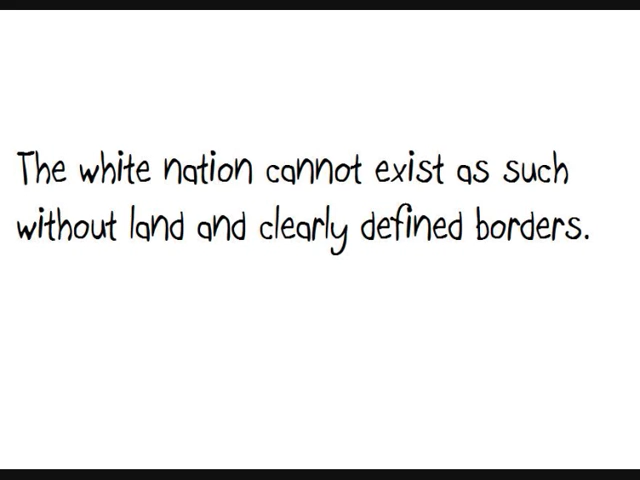 The white nation cannot exist as such
without land and clearly defined borders.